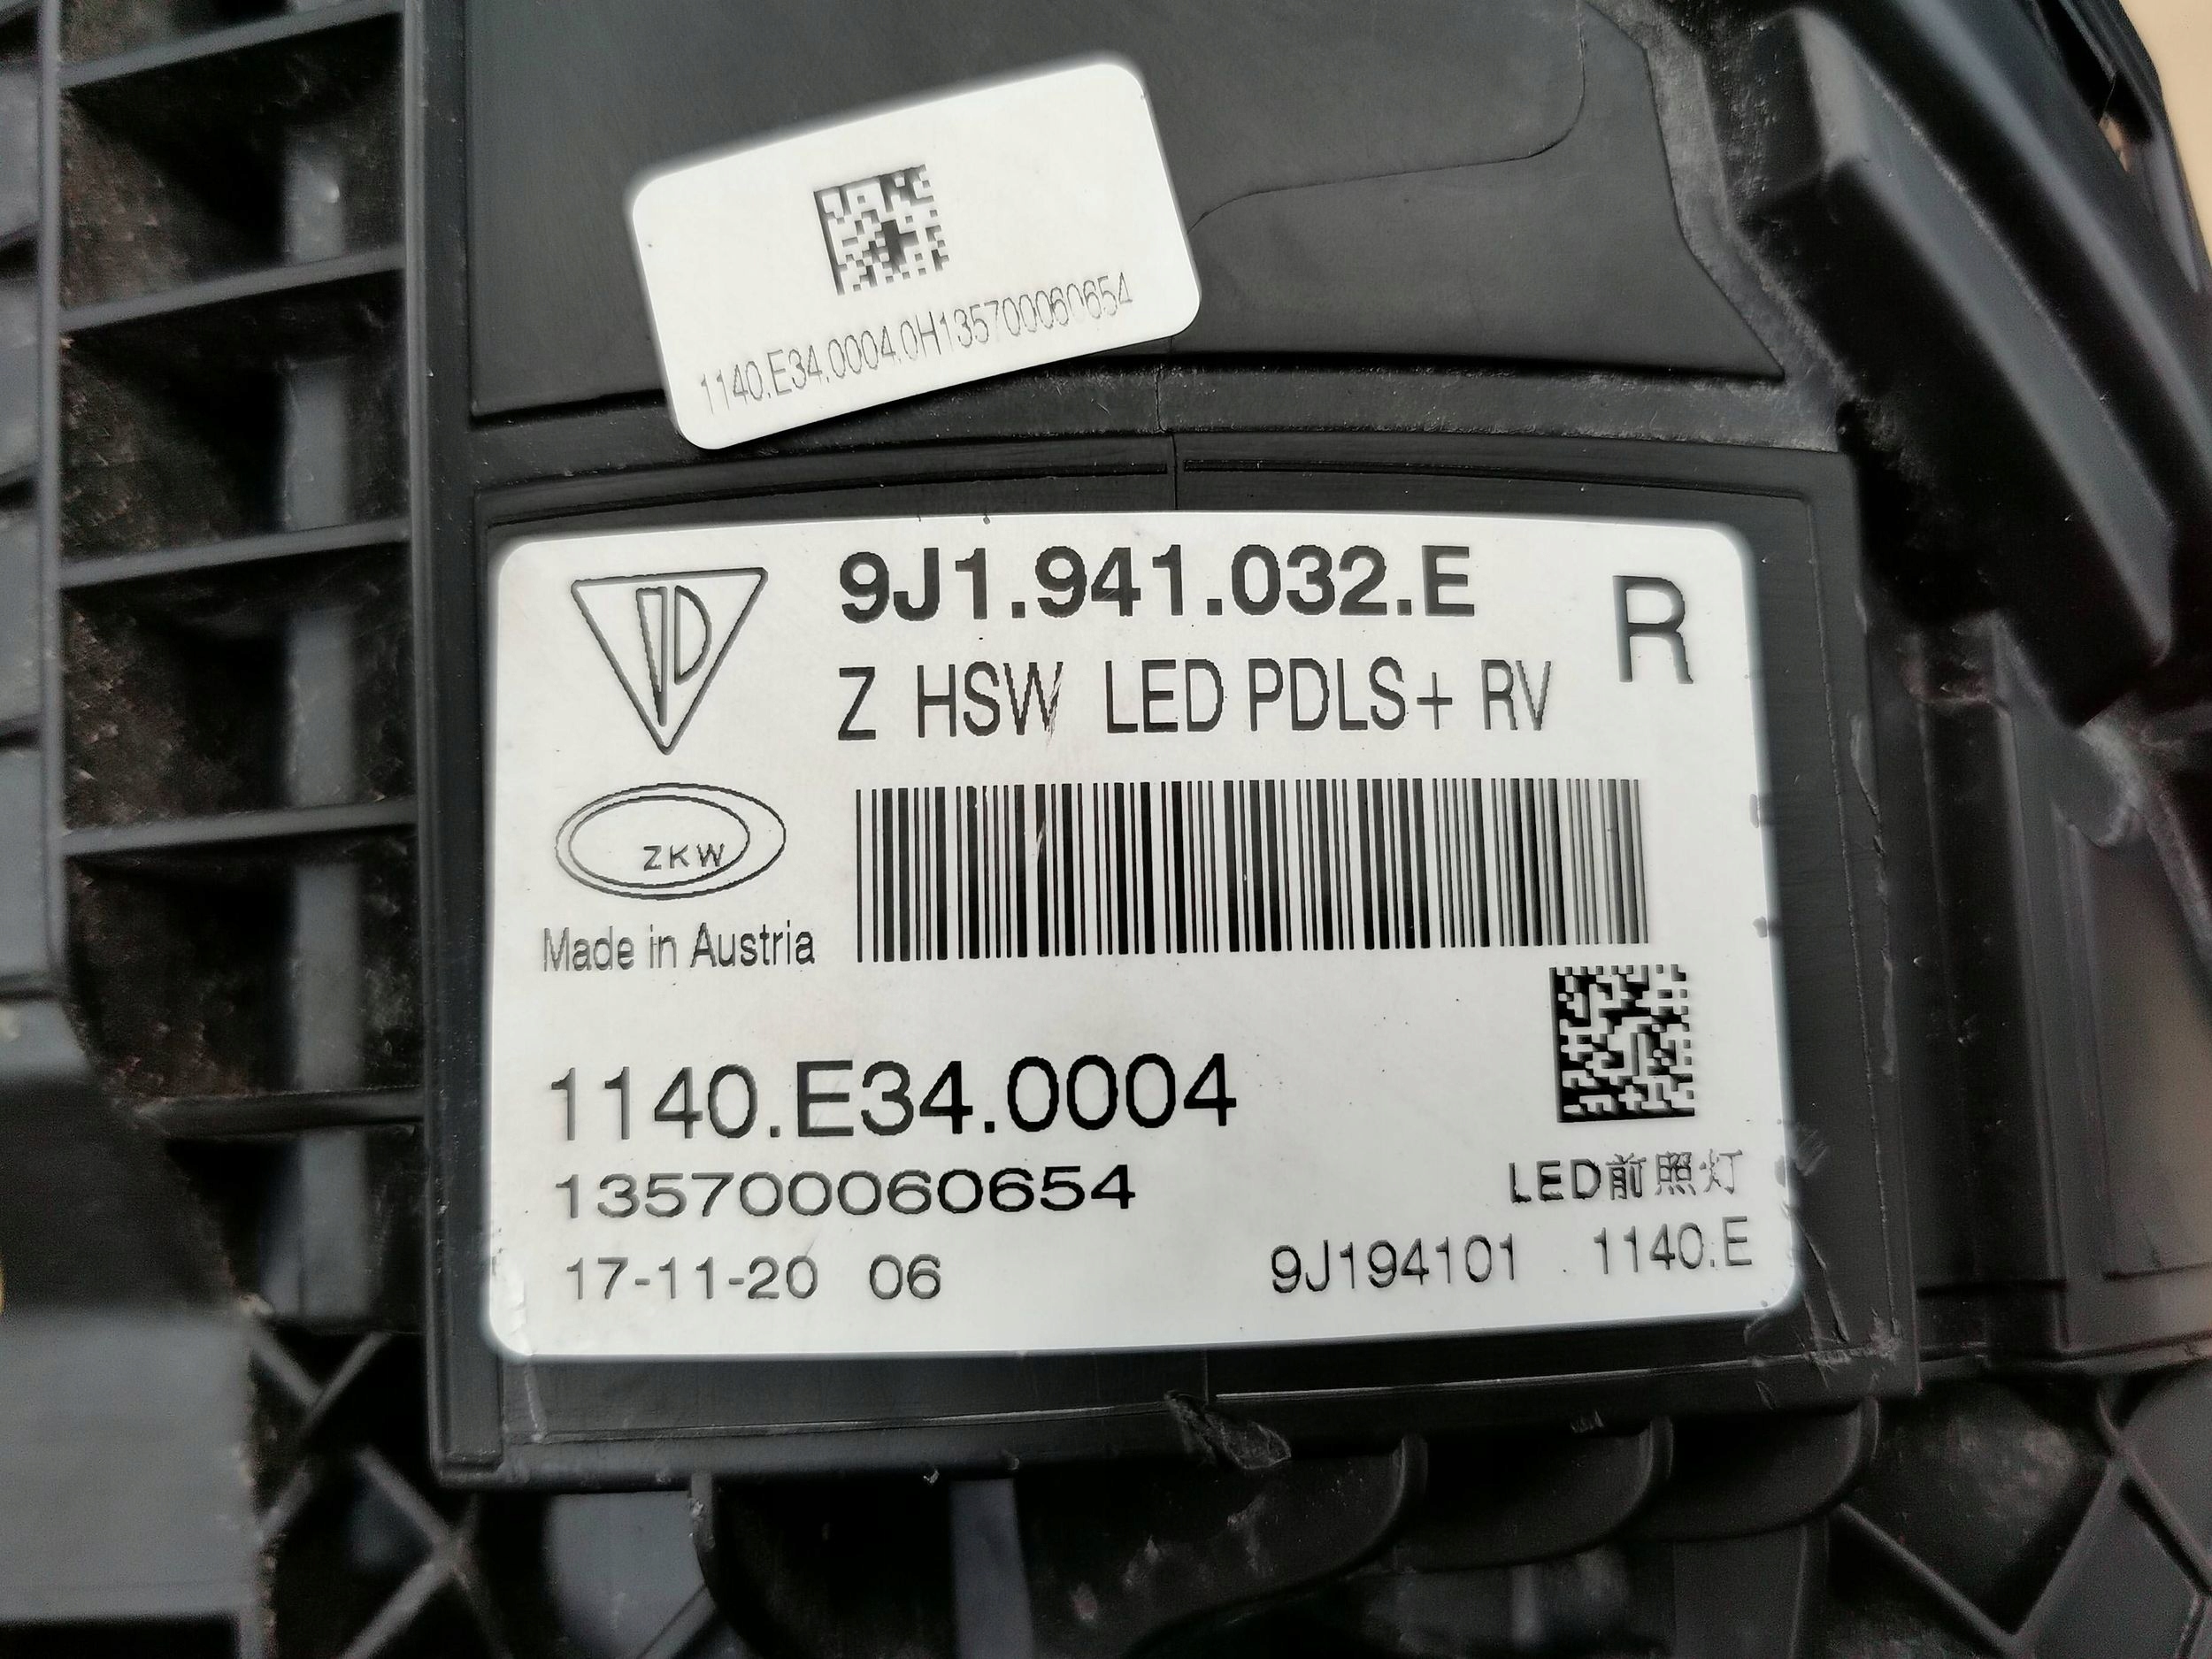 1140.E34.0004.0H135700060654
9J1.941.032.E
R
Z HSW LED PDLS+ RV
ZKW
Made in Austria
1140.E34.0004
135700060654
LED前照灯
17-11-20 06
9J194101 1140.E